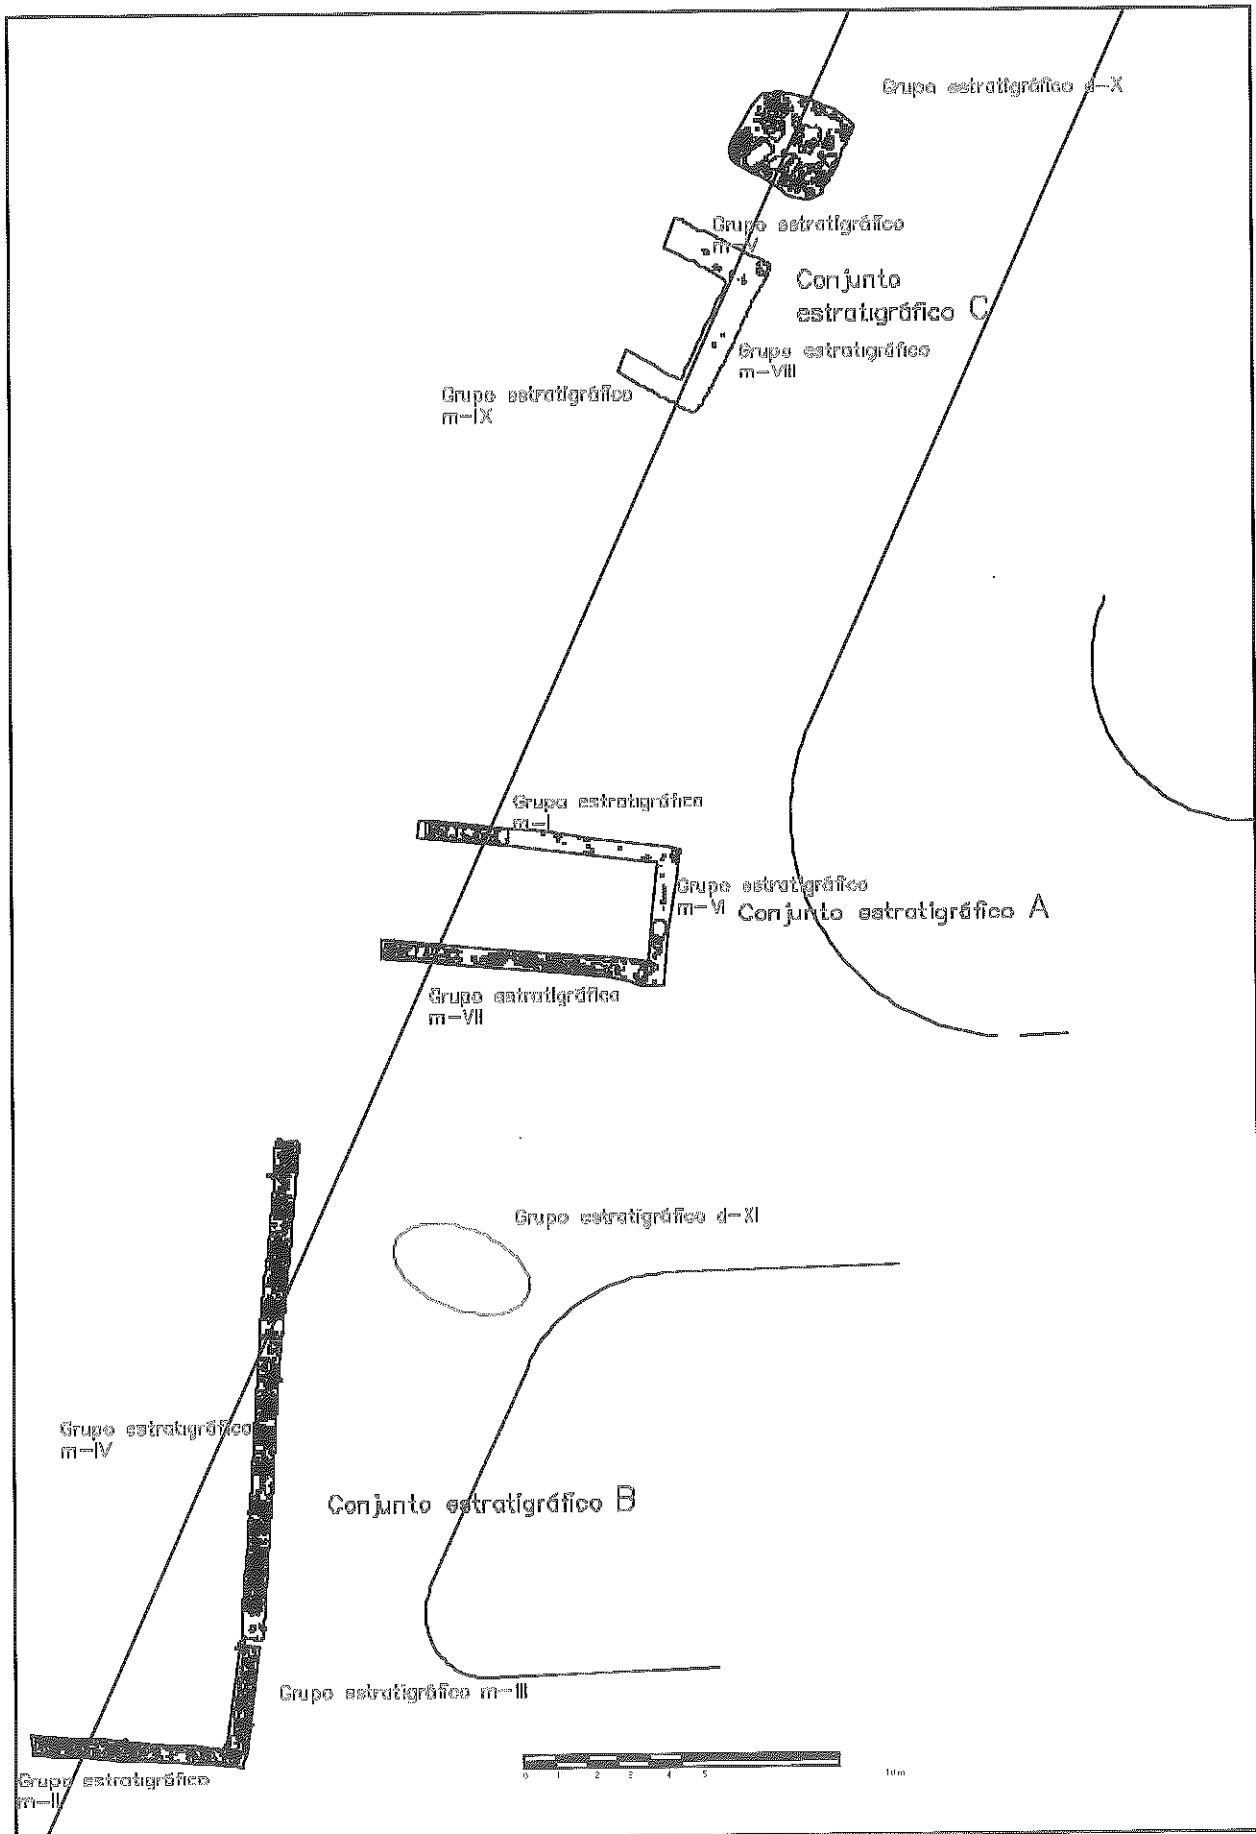 Grupo estratigráfico d-X
Grupo estratigráfico
m-V
Conjunto
estratigráfico C
Grupo estratigráfico
m-VIII
Grupo estratigráfico
m-IX
Grupo estratigráfico
m-I
Grupo estratigráfico
m-VI
Conjunto estratigráfico A
Grupo estratigráfico
m-VII
Grupo estratigráfico d-XI
Grupo estratigráfico
m-IV
Conjunto estratigráfico B
Grupo estratigráfico m-III
Grupo estratigráfico
m-II
0 1 2 3 4 5 10m